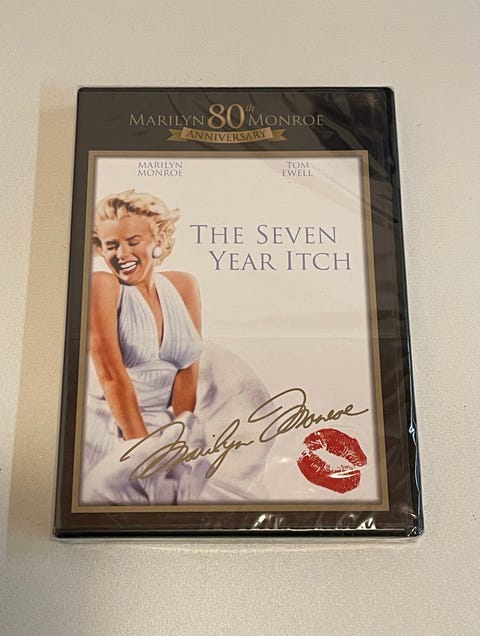 MARILYN 80th MONROE
ANNIVERSARY
MARILYN MONROE
TOM EWELL
THE SEVEN
YEAR ITCH
Marilyn Monroe